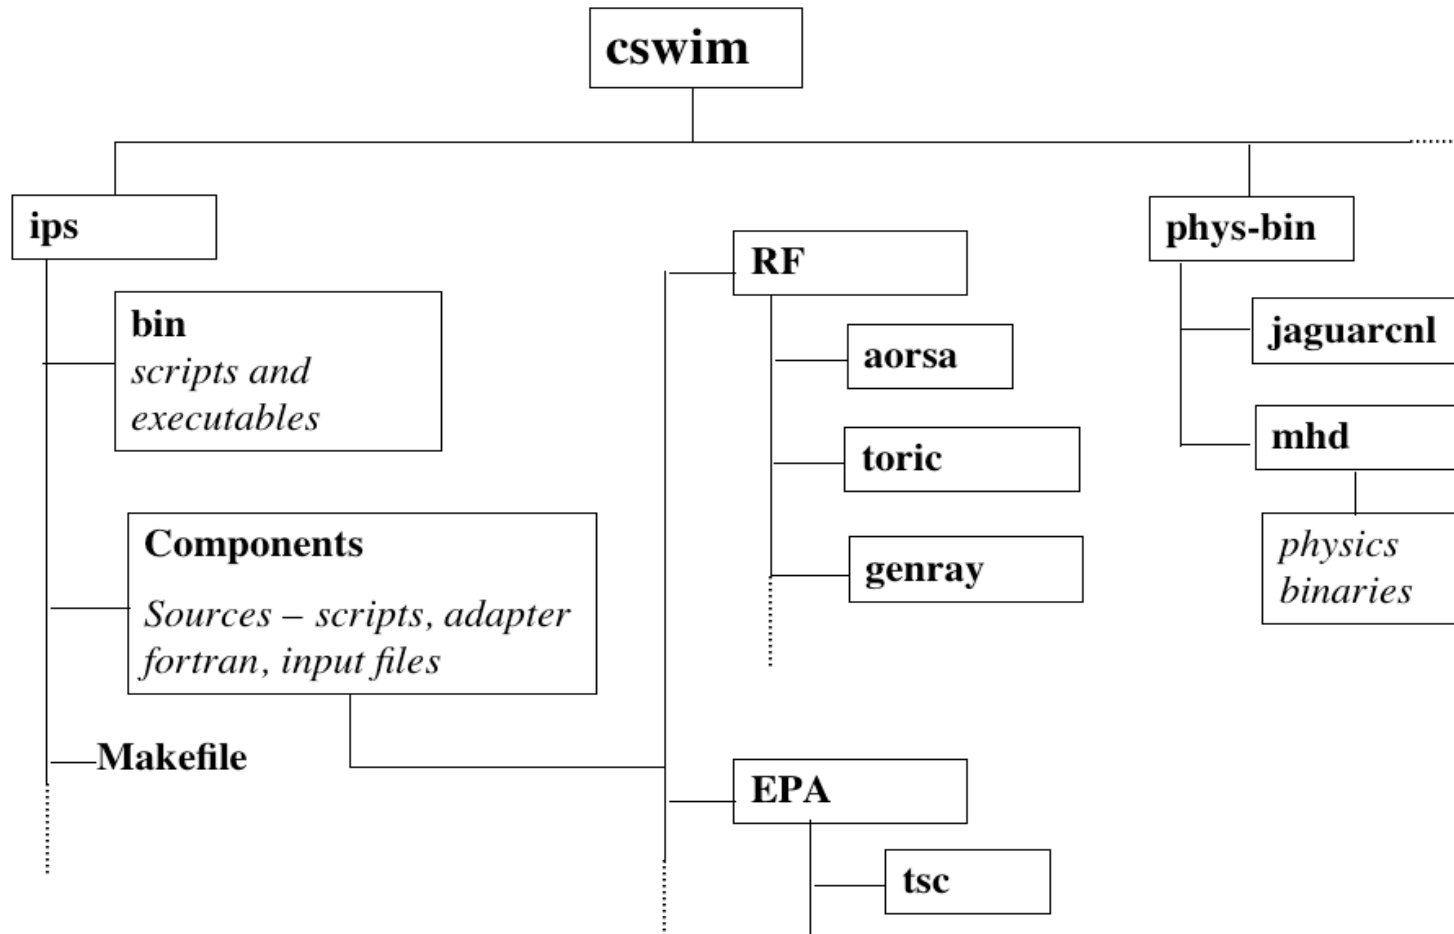 cswim
ips
bin
scripts and
executables
Components
Sources – scripts, adapter
fortran, input files
Makefile
RF
aorsa
toric
genray
EPA
tsc
phys-bin
jaguarcnl
mhd
physics
binaries